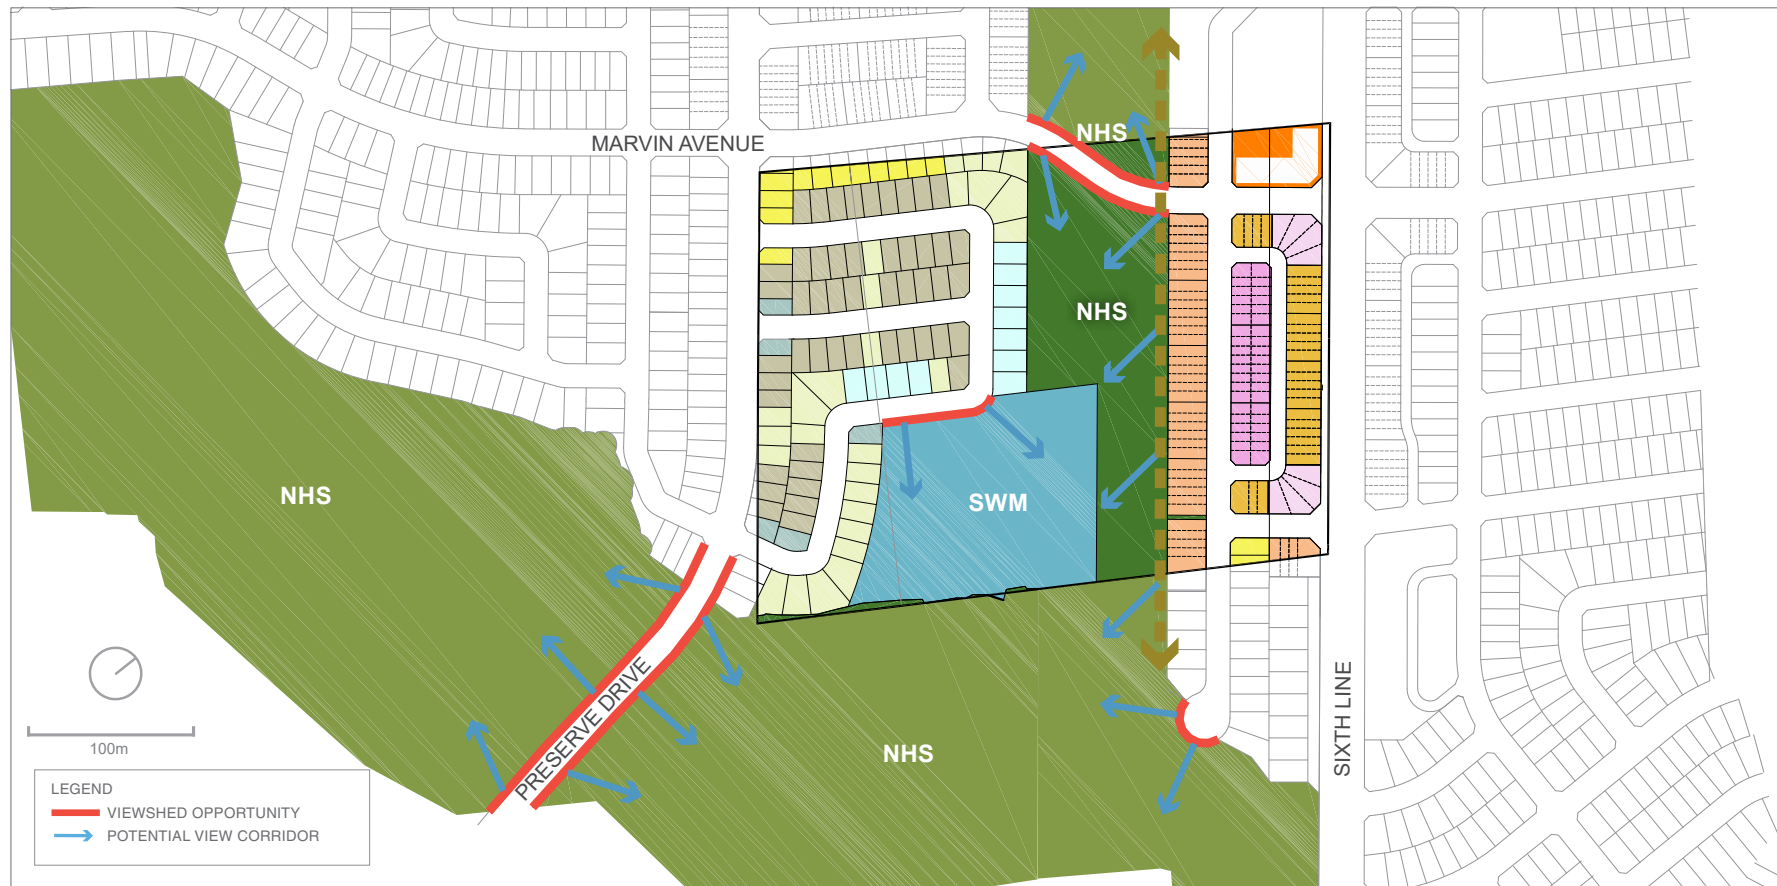 MARVIN AVENUE
NHS
NHS
NHS
SWM
NHS
PRESERVE DRIVE
SIXTH LINE
100m
LEGEND
VIEWSHED OPPORTUNITY
POTENTIAL VIEW CORRIDOR